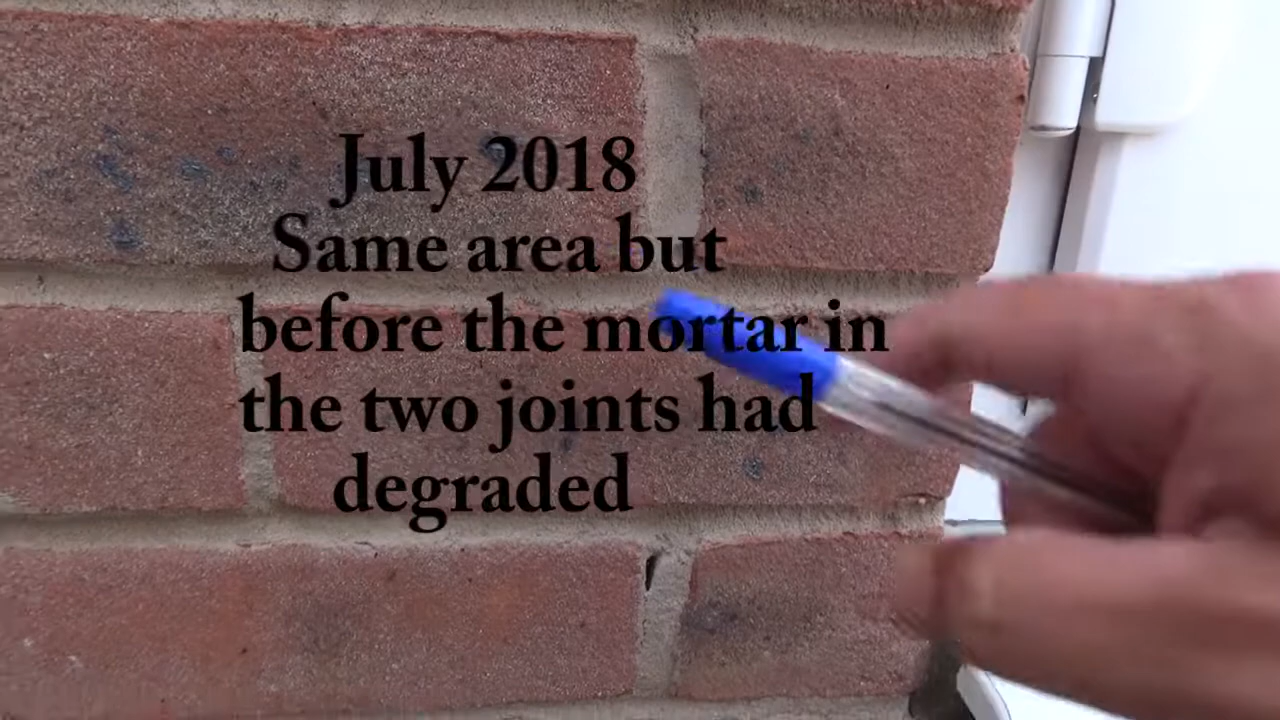 July 2018
Same area but
before the mortar in
the two joints had
degraded